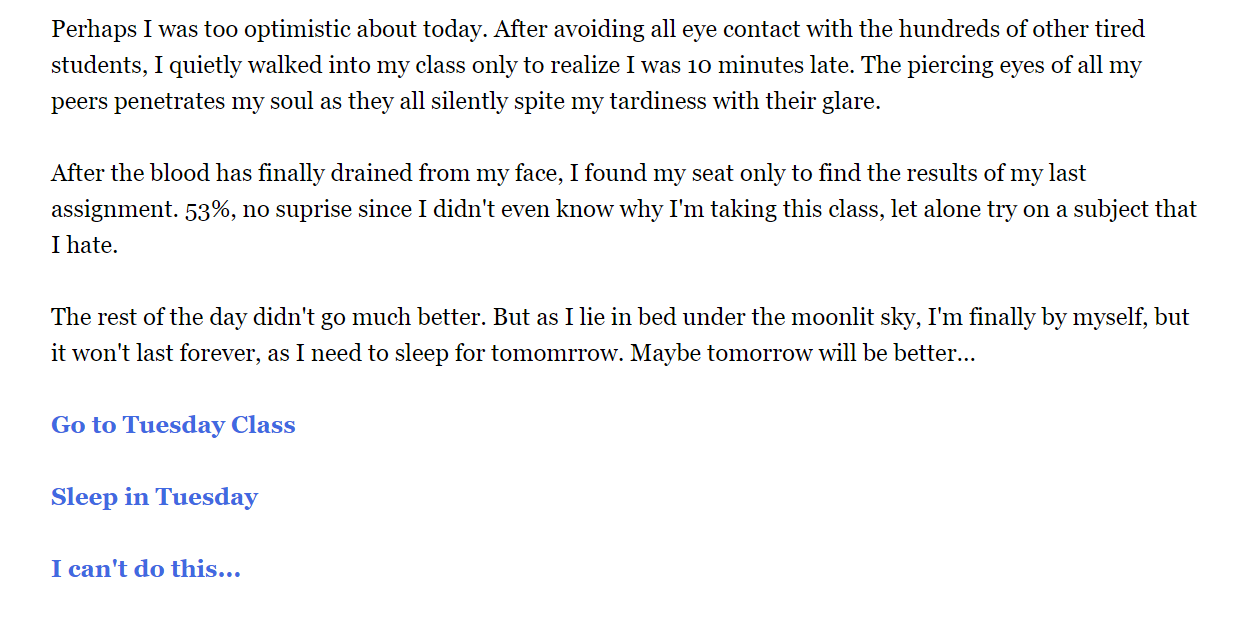 Perhaps I was too optimistic about today. After avoiding all eye contact with the hundreds of other tired
students, I quietly walked into my class only to realize I was 10 minutes late. The piercing eyes of all my
peers penetrates my soul as they all silently spite my tardiness with their glare.
After the blood has finally drained from my face, I found my seat only to find the results of my last
assignment. 53%, no suprise since I didn't even know why I'm taking this class, let alone try on a subject that
I hate.
The rest of the day didn't go much better. But as I lie in bed under the moonlit sky, I'm finally by myself, but
it won't last forever, as I need to sleep for tomomrrow. Maybe tomorrow will be better...
Go to Tuesday Class
Sleep in Tuesday
I can't do this...